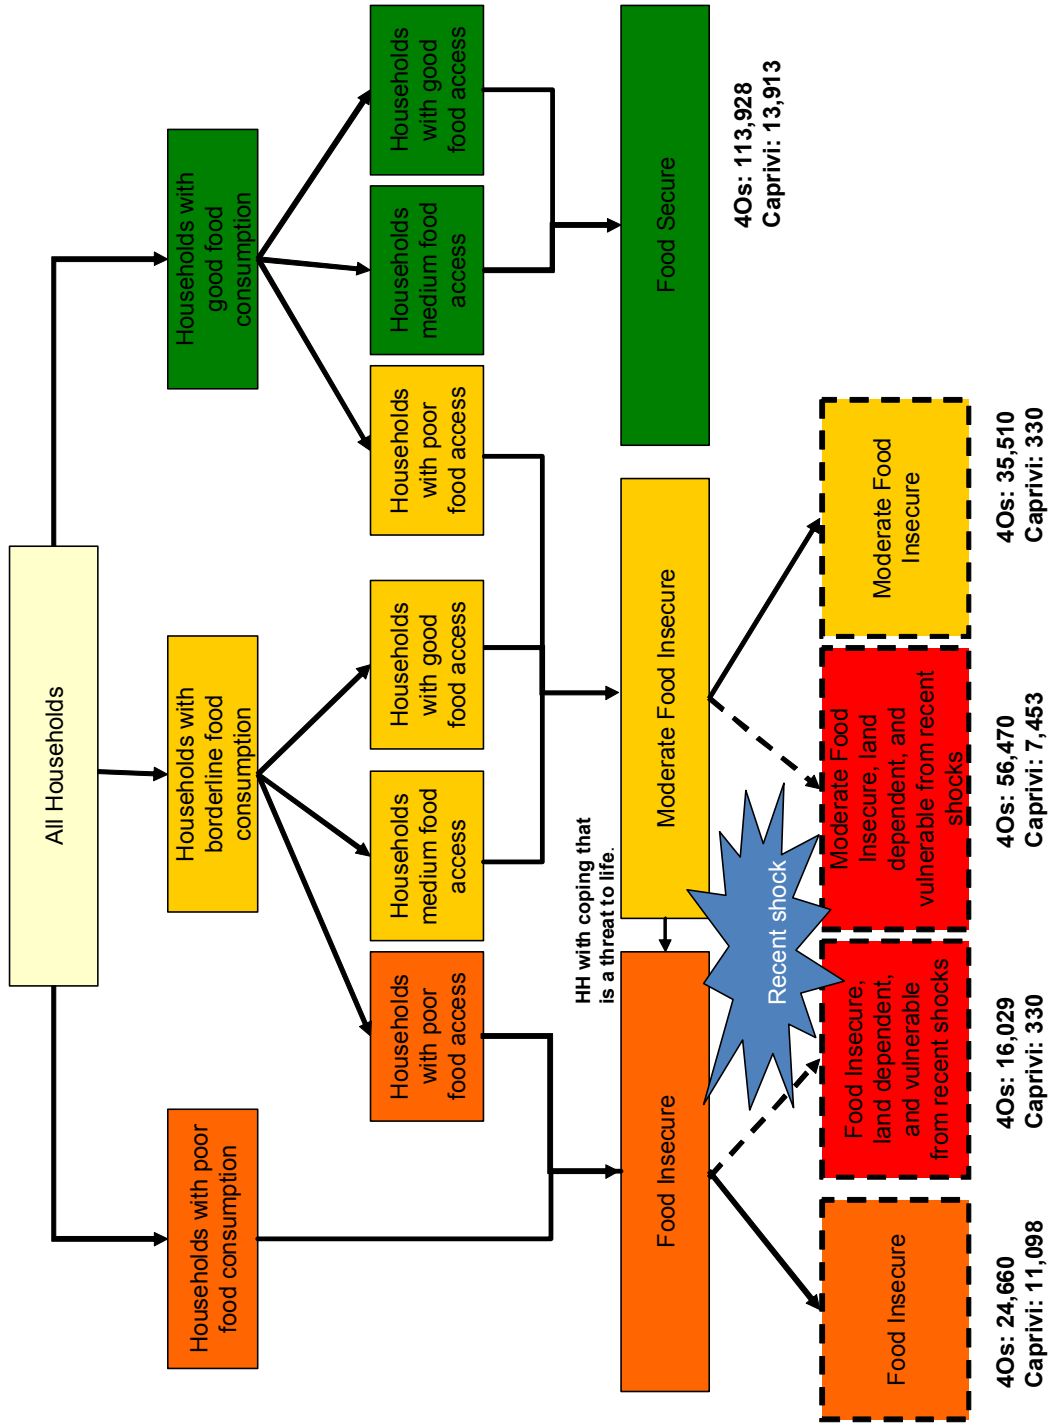 All Households
Households with poor
food consumption
Households with
borderline food
consumption
Households with
good food
consumption
Households
with poor
food access
Households
medium food
access
Households
with good
food access
Households
with poor
food access
Households
medium food
access
Households
with good
food access
HH with coping that
is a threat to life.
Food Insecure
Moderate Food Insecure
Food Secure
4Os: 113,928
Caprivi: 13,913
Recent shock
Food Insecure
Food Insecure,
land dependent,
and vulnerable
from recent shocks
Moderate Food
Insecure, land
dependent, and
vulnerable from recent
shocks
Moderate Food
Insecure
4Os: 24,660
Caprivi: 11,098
4Os: 16,029
Caprivi: 330
4Os: 56,470
Caprivi: 7,453
4Os: 35,510
Caprivi: 330